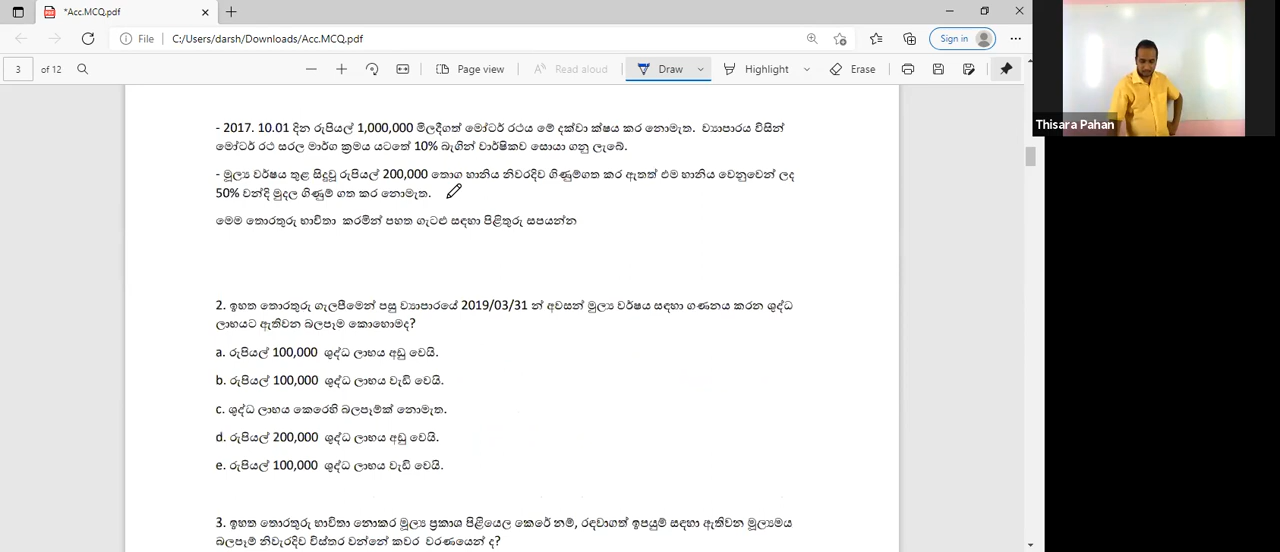 *Acc.MCQ.pdf
File
C:/Users/darsh/Downloads/Acc.MCQ.pdf
Sign in
3 of 12
Page view
Read aloud
Draw
Highlight
Erase
Thisara Pahan
- 2017. 10.01 දින රුපියල් 1,000,000 මිලදීගත් මෝටර් රථය මේ දක්වා ක්ෂය කර නොමැත. ව්‍යාපාරය විසින්
මෝටර් රථ සරල මාර්ග ක්‍රමය යටතේ 10% බැගින් වාර්ෂිකව සොයා ගනු ලැබේ.
- මූල්‍ය වර්ෂය තුළ සිදුවූ රුපියල් 200,000 තොග හානිය නිවරදිව ගිණුම්ගත කර ඇතත් එම හානිය වෙනුවෙන් ලද
50% වන්දි මුදල ගිණුම් ගත කර නොමැත.
මෙම තොරතුරු භාවිතා කරමින් පහත ගැටළු සඳහා පිළිතුරු සපයන්න
2. ඉහත තොරතුරු ගැලපීමෙන් පසු ව්‍යාපාරයේ 2019/03/31 න් අවසන් මූල්‍ය වර්ෂය සඳහා ගණනය කරන ශුද්ධ
ලාභයට ඇතිවන බලපෑම කොහොමද?
a. රුපියල් 100,000 ශුද්ධ ලාභය අඩු වෙයි.
b. රුපියල් 100,000 ශුද්ධ ලාභය වැඩි වෙයි.
c. ශුද්ධ ලාභය කෙරෙහි බලපෑමක් නොමැත.
d. රුපියල් 200,000 ශුද්ධ ලාභය අඩු වෙයි.
e. රුපියල් 100,000 ශුද්ධ ලාභය වැඩි වෙයි.
3. ඉහත තොරතුරු භාවිතා නොකර මූල්‍ය ප්‍රකාශ පිළියෙල කෙරේ නම්, රඳවාගත් ඉපයුම් සඳහා ඇතිවන මූල්‍යමය
බලපෑම් නිවැරදිව විස්තර වන්නේ කවර වරණයෙන් ද?